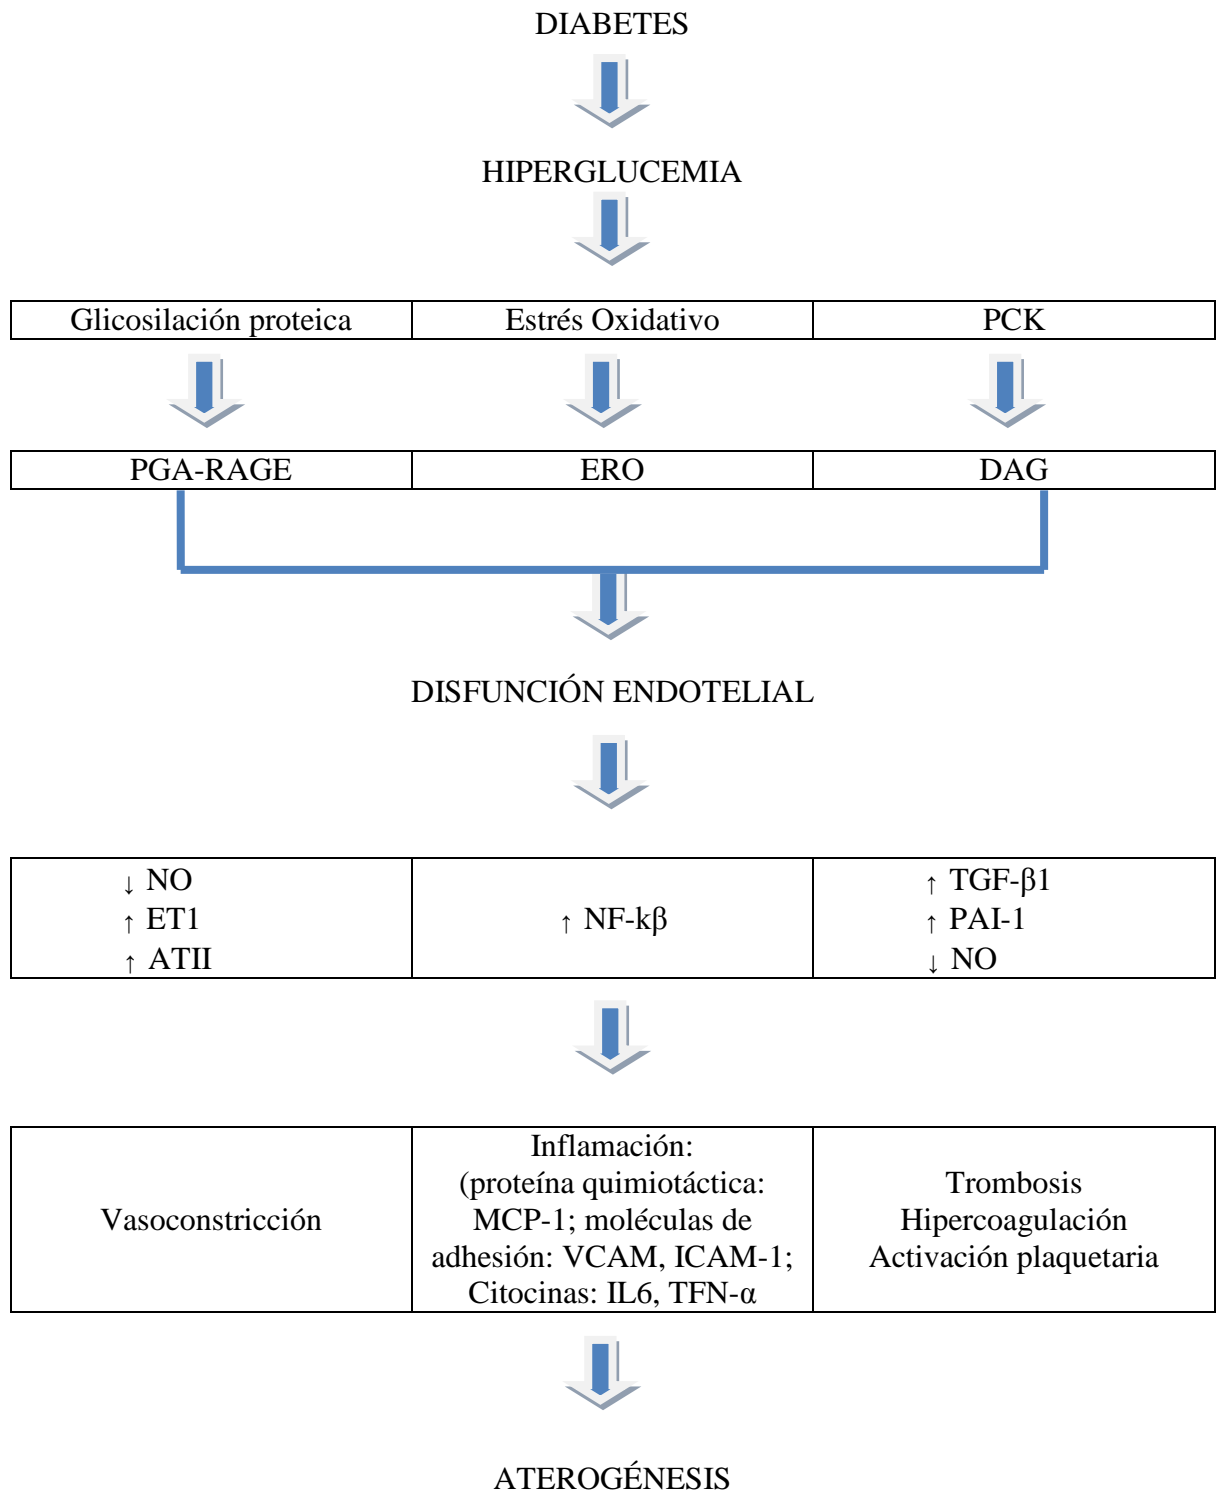 DIABETES
HIPERGLUCEMIA
Glicosilación proteica
Estrés Oxidativo
PCK
PGA-RAGE
ERO
DAG
DISFUNCIÓN ENDOTELIAL
↓ NO
↑ ET1
↑ ATII
↑ NF-kβ
↑ TGF-β1
↑ PAI-1
↓ NO
Vasoconstricción
Inflamación:
(proteína quimiotáctica:
MCP-1; moléculas de
adhesión: VCAM, ICAM-1;
Citocinas: IL6, TFN-α
Trombosis
Hipercoagulación
Activación plaquetaria
ATEROGÉNESIS